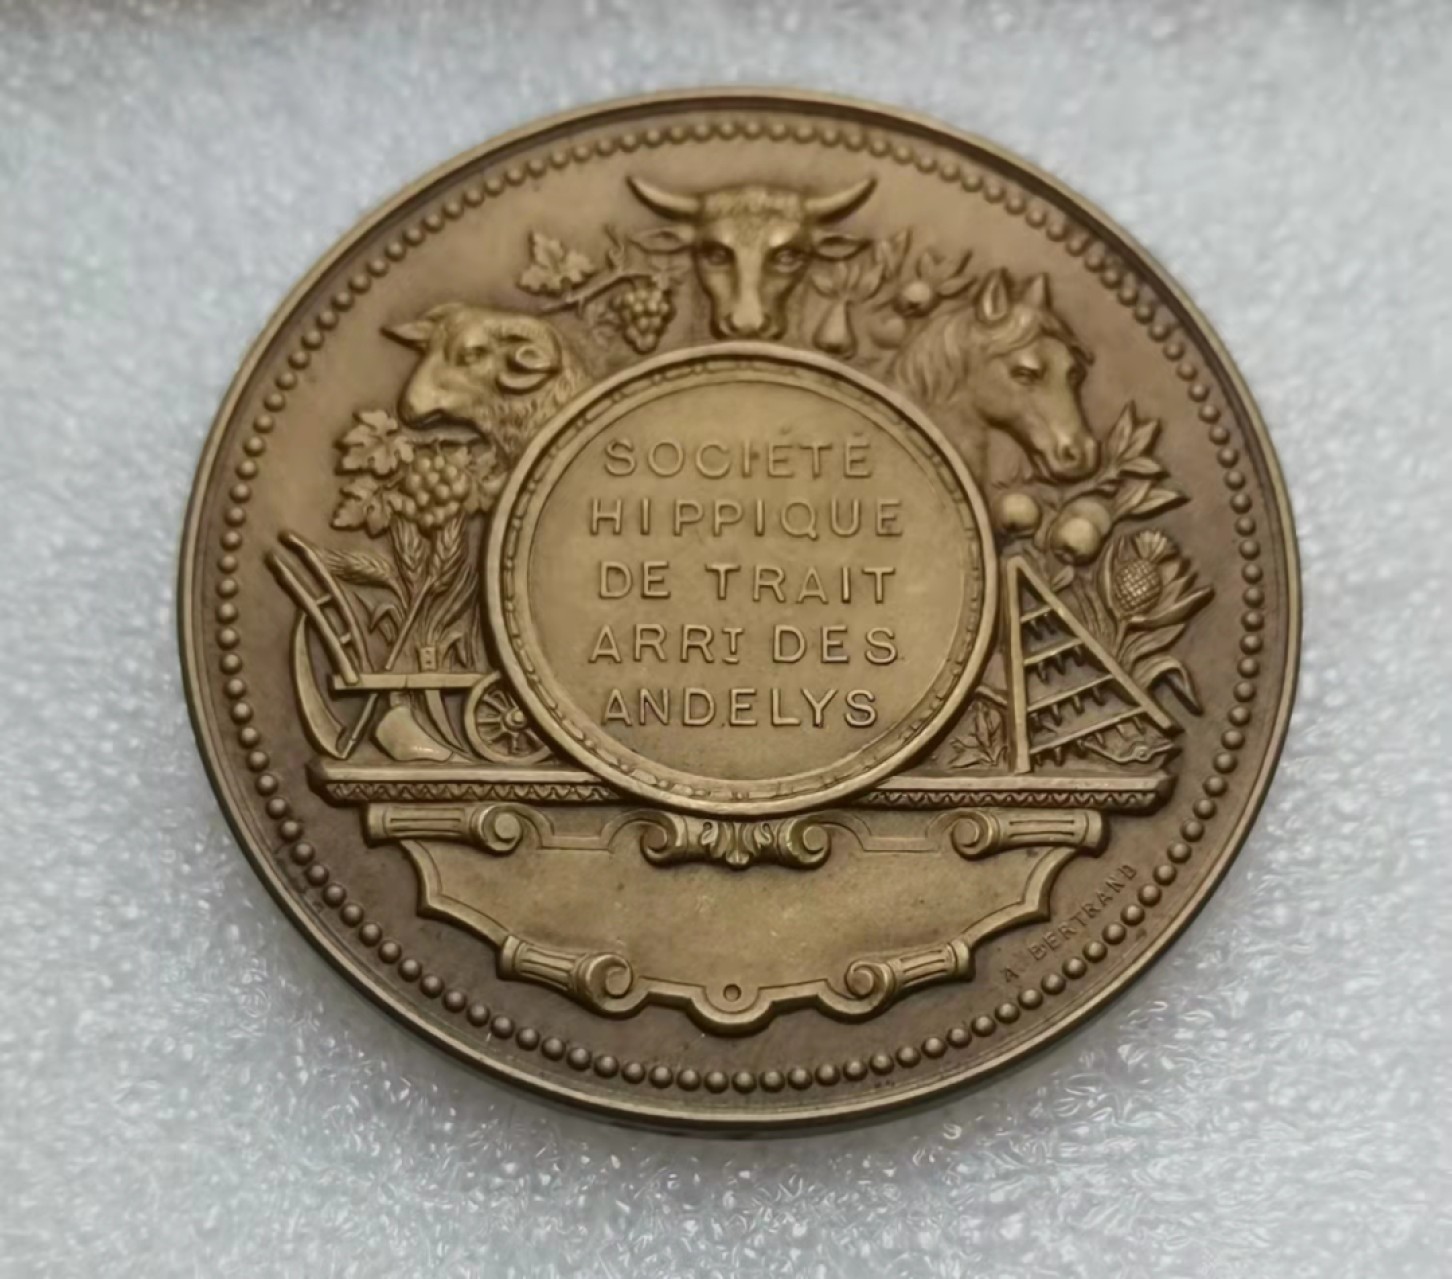 SOCIÉTÉ
HIPPIQUE
DE TRAIT
ARRT DES
ANDELYS
A. BERTRAND